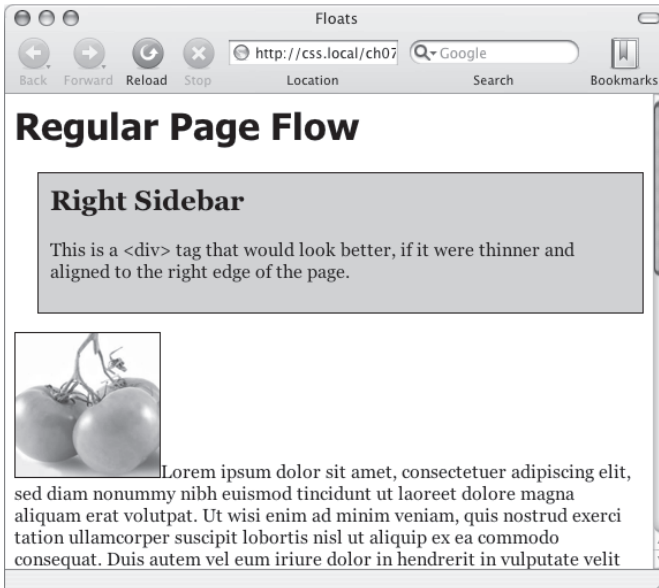 Floats
http://css.local/ch07
Google
Back Forward Reload Stop Location Search Bookmarks
Regular Page Flow
Right Sidebar
This is a <div> tag that would look better, if it were thinner and
aligned to the right edge of the page.
Lorem ipsum dolor sit amet, consectetuer adipiscing elit,
sed diam nonummy nibh euismod tincidunt ut laoreet dolore magna
aliquam erat volutpat. Ut wisi enim ad minim veniam, quis nostrud exerci
tation ullamcorper suscipit lobortis nisl ut aliquip ex ea commodo
consequat. Duis autem vel eum iriure dolor in hendrerit in vulputate velit